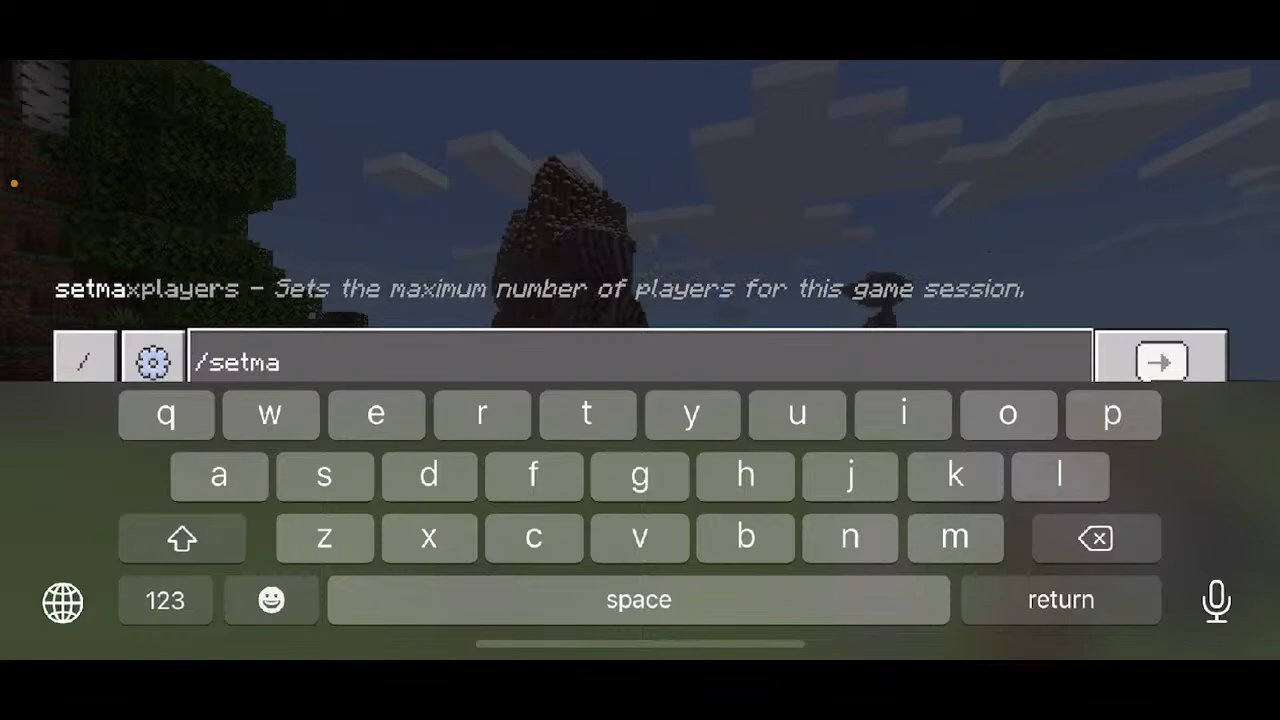 setmaxplayers - Sets the maximum number of players for this game session.
/ /setma
q w e r t y u i o p
a s d f g h j k l
z x c v b n m
123 space return